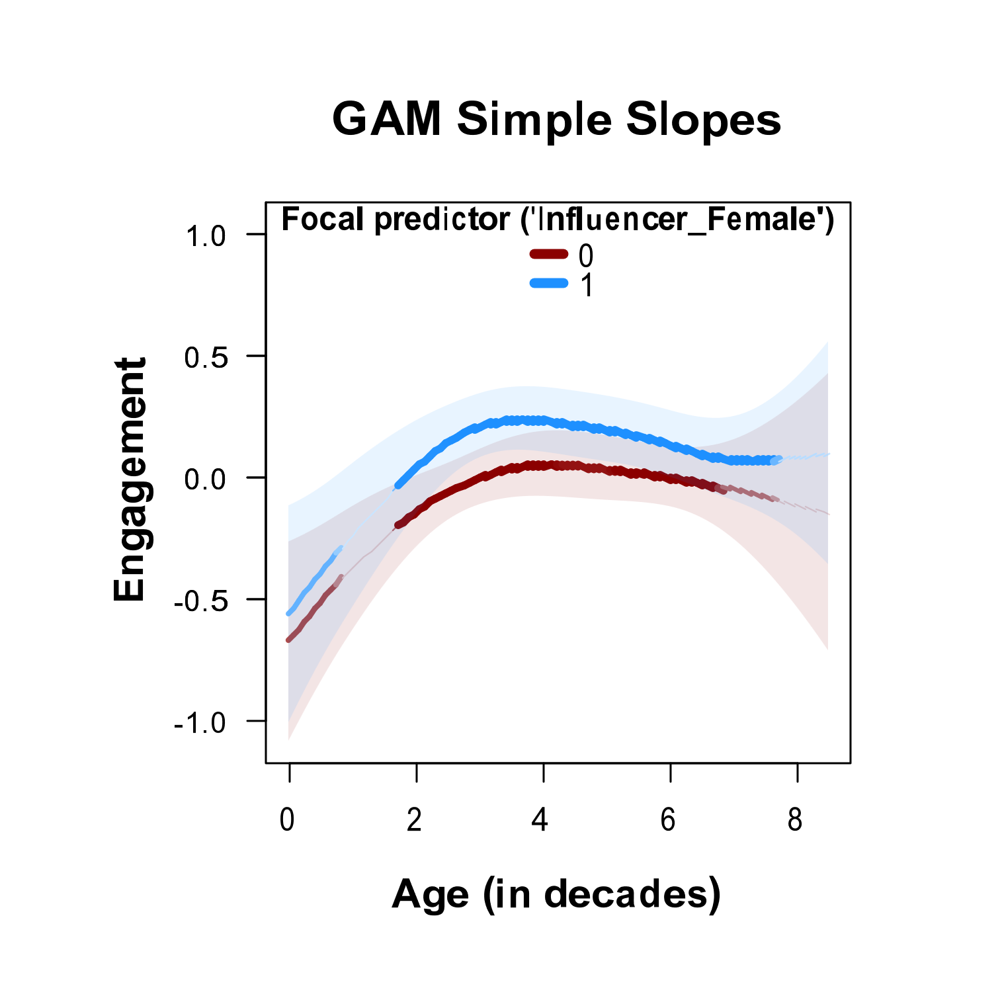 GAM Simple Slopes
Focal predictor ('Influencer_Female')
0
1
1.0
0.5
0.0
-0.5
-1.0
Engagement
0 2 4 6 8
Age (in decades)